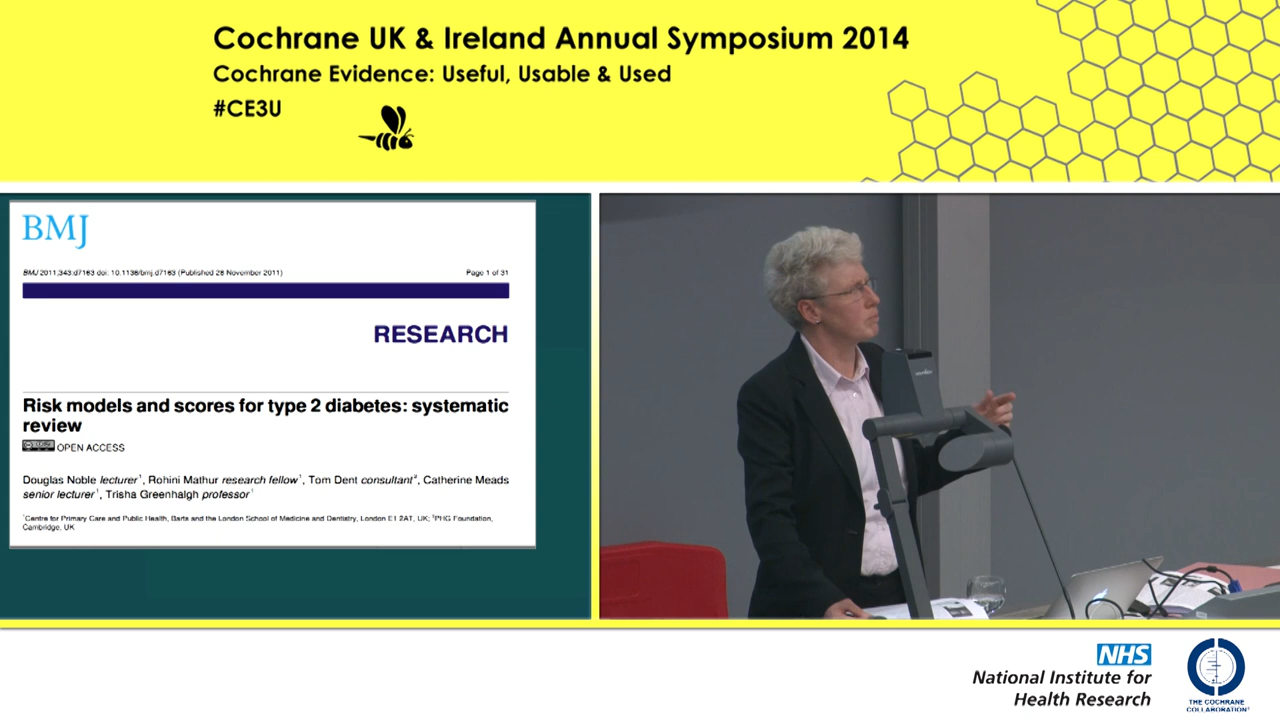 Cochrane UK & Ireland Annual Symposium 2014
Cochrane Evidence: Useful, Usable & Used
#CE3U
BMJ
BMJ 2011;343:d7163 doi: 10.1136/bmj.d7163 (Published 28 November 2011)
Page 1 of 31
RESEARCH
Risk models and scores for type 2 diabetes: systematic
review
OPEN ACCESS
Douglas Noble lecturer¹, Rohini Mathur research fellow¹, Tom Dent consultant², Catherine Meads
senior lecturer¹, Trisha Greenhalgh professor¹
¹Centre for Primary Care and Public Health, Barts and the London School of Medicine and Dentistry, London E1 2AT, UK; ²PHG Foundation,
Cambridge, UK
NHS
National Institute for
Health Research
THE COCHRANE
COLLABORATION®